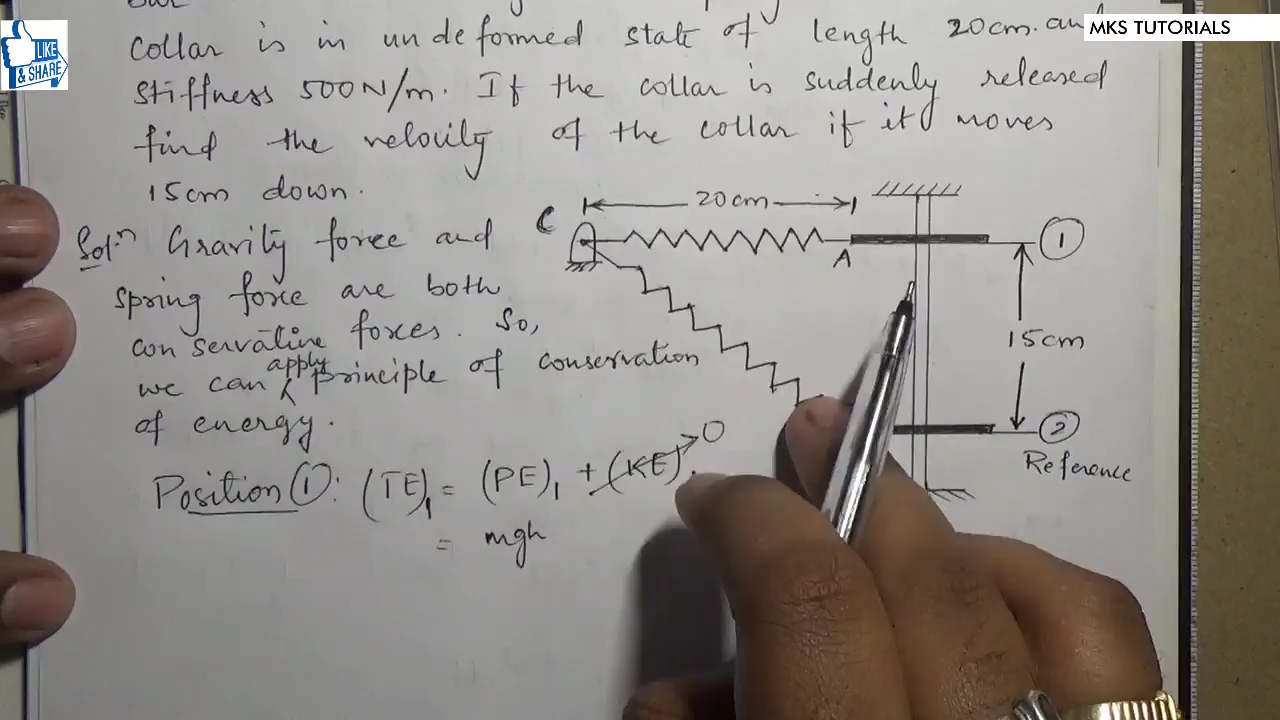 collar is in undeformed state of length 20cm. and
stiffness 500N/m. If the collar is suddenly released
find the velocity of the collar if it moves
15cm down.
Sol:n Gravity force and
spring force are both
conservative forces. So,
we can apply principle of conservation
of energy.
Position ①: (TE)1 = (PE)1 + (KE) → 0
= mgh
C
20cm
A
①
15cm
②
Reference
MKS TUTORIALS
LIKE
& SHARE